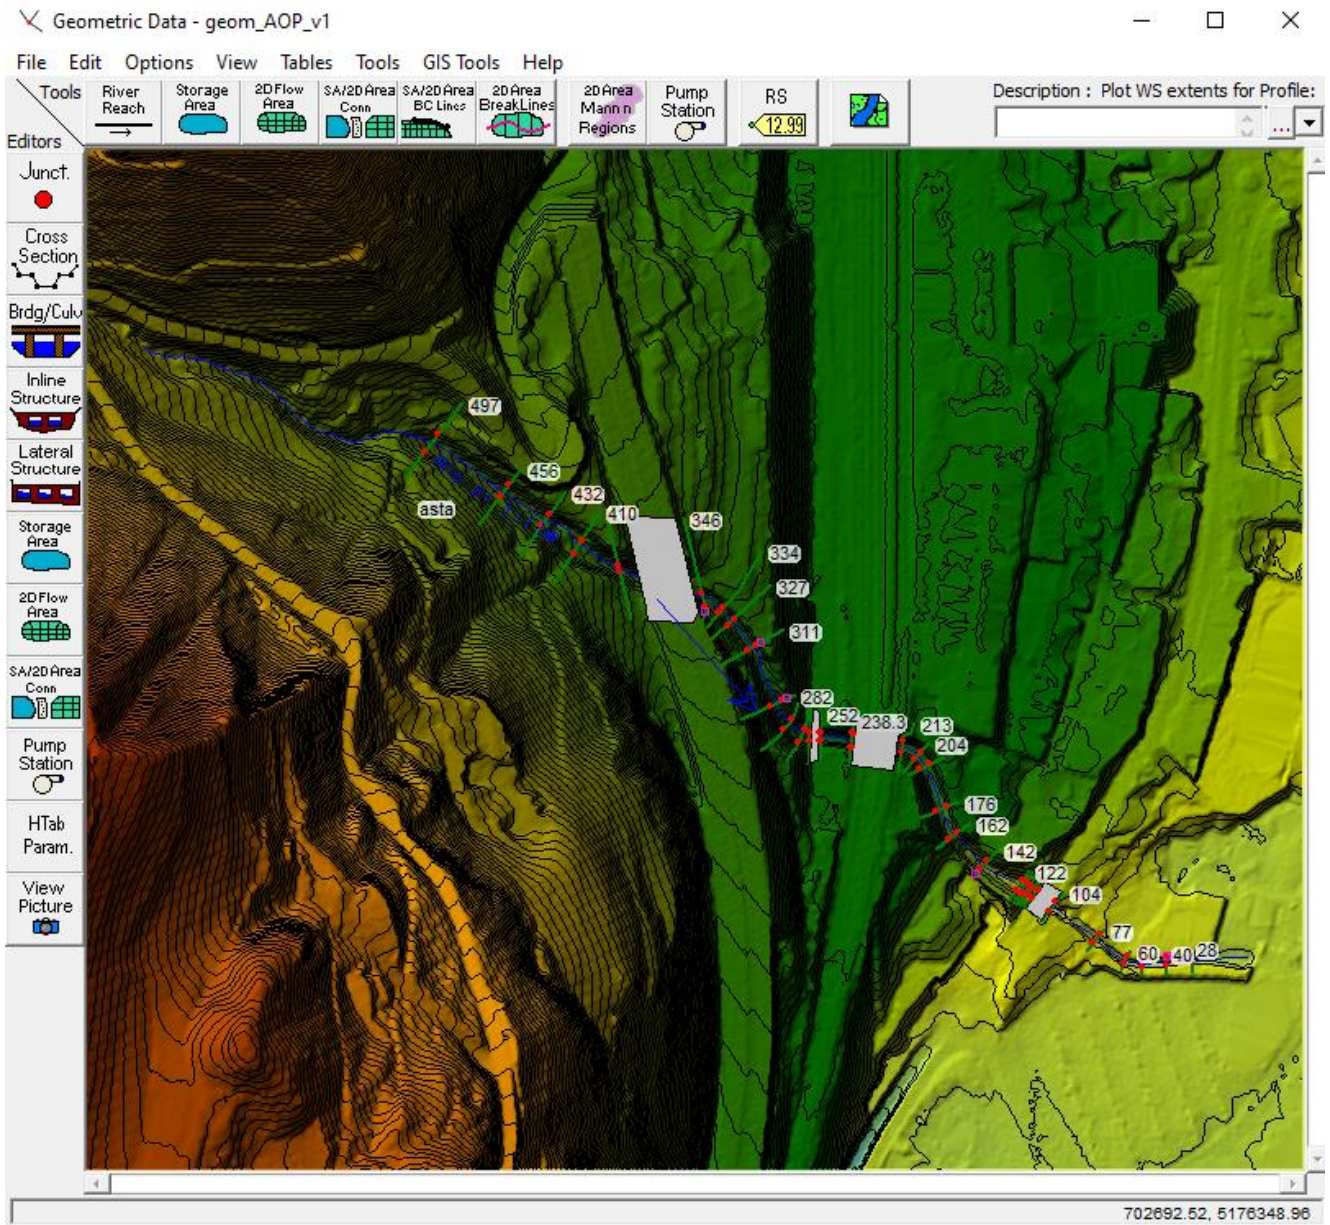 Geometric Data - geom_AOP_v1
File Edit Options View Tables Tools GIS Tools Help
Tools
Editors
River
Reach
Storage
Area
2D Flow
Area
SA/2D Area
Conn
SA/2D Area
BC Lines
2D Area
BreakLines
2D Area
Mann n
Regions
Pump
Station
RS
12.99
Description : Plot WS extents for Profile:
...
Junct.
Cross
Section
Brdg/Culv
Inline
Structure
Lateral
Structure
Storage
Area
2D Flow
Area
SA/2D Area
Conn
Pump
Station
HTab
Param.
View
Picture
497
456
asta
432
410
346
334
327
311
282
252
238.3
213
204
176
162
142
122
104
77
60
40
28
702692.52, 5176348.96